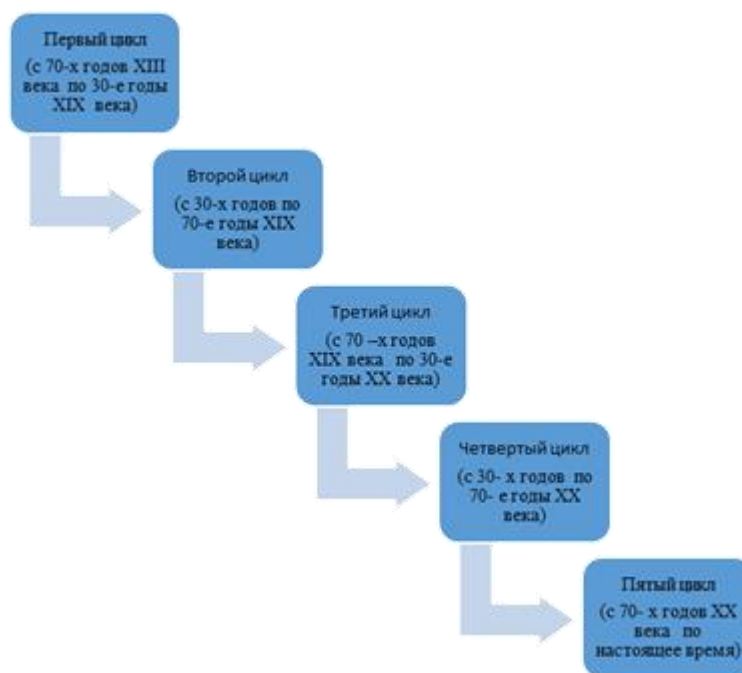 Первый цикл
(с 70-х годов XIII
века по 30-е годы
XIX века)
Второй цикл
(с 30-х годов по
70-е годы XIX
века)
Третий цикл
(с 70 –х годов
XIX века по 30-е
годы XX века)
Четвертый цикл
(с 30- х годов по
70- е годы XX
века)
Пятый цикл
(с 70- х годов XX
века по
настоящее время)